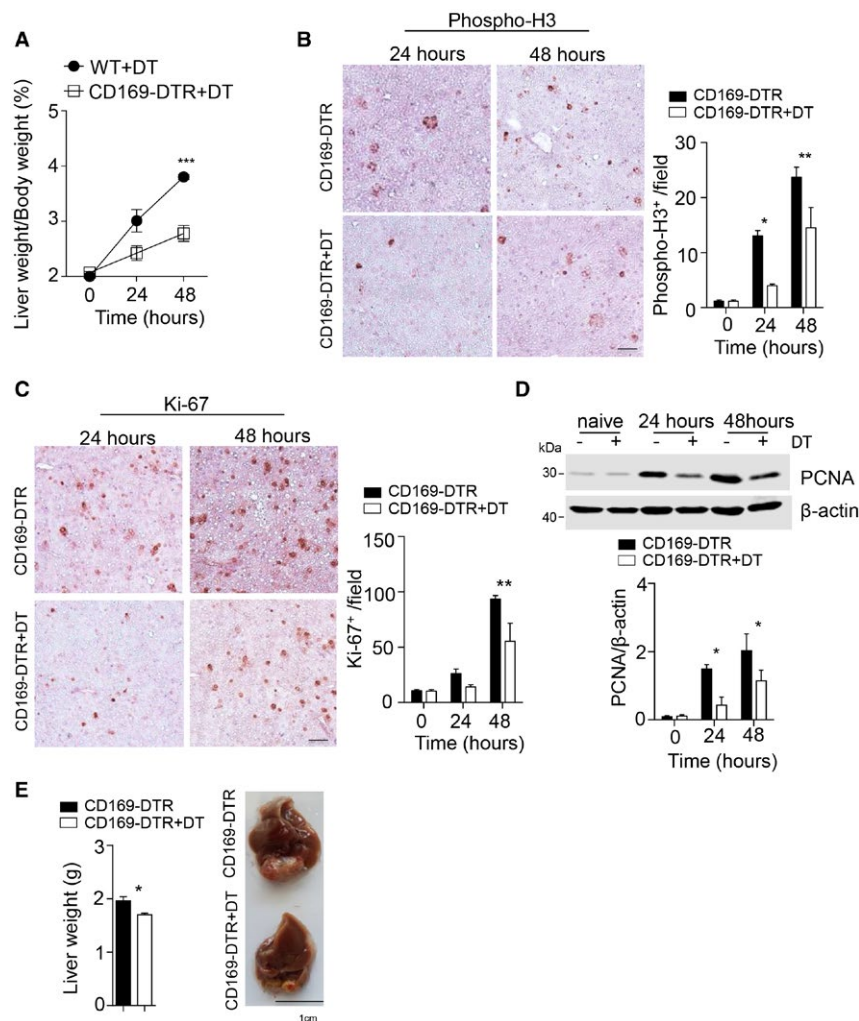 A
WT+DT
CD169-DTR+DT
Liver weight/Body weight (%)
5
4
3
2
***
0 24 48
Time (hours)
B
Phospho-H3
24 hours 48 hours
CD169-DTR
CD169-DTR+DT
CD169-DTR
CD169-DTR+DT
Phospho-H3⁺ /field
30
20
10
0
* **
0 24 48
Time (hours)
C
Ki-67
24 hours 48 hours
CD169-DTR
CD169-DTR+DT
CD169-DTR
CD169-DTR+DT
Ki-67⁺ /field
150
100
50
0
**
0 24 48
Time (hours)
D
naive 24 hours 48hours
kDa - + - + - + DT
30 PCNA
40 β-actin
CD169-DTR
CD169-DTR+DT
PCNA/β-actin
4
2
0
* *
0 24 48
Time (hours)
E
CD169-DTR
CD169-DTR+DT
Liver weight (g)
3
2
1
0
*
CD169-DTR
CD169-DTR+DT
1cm